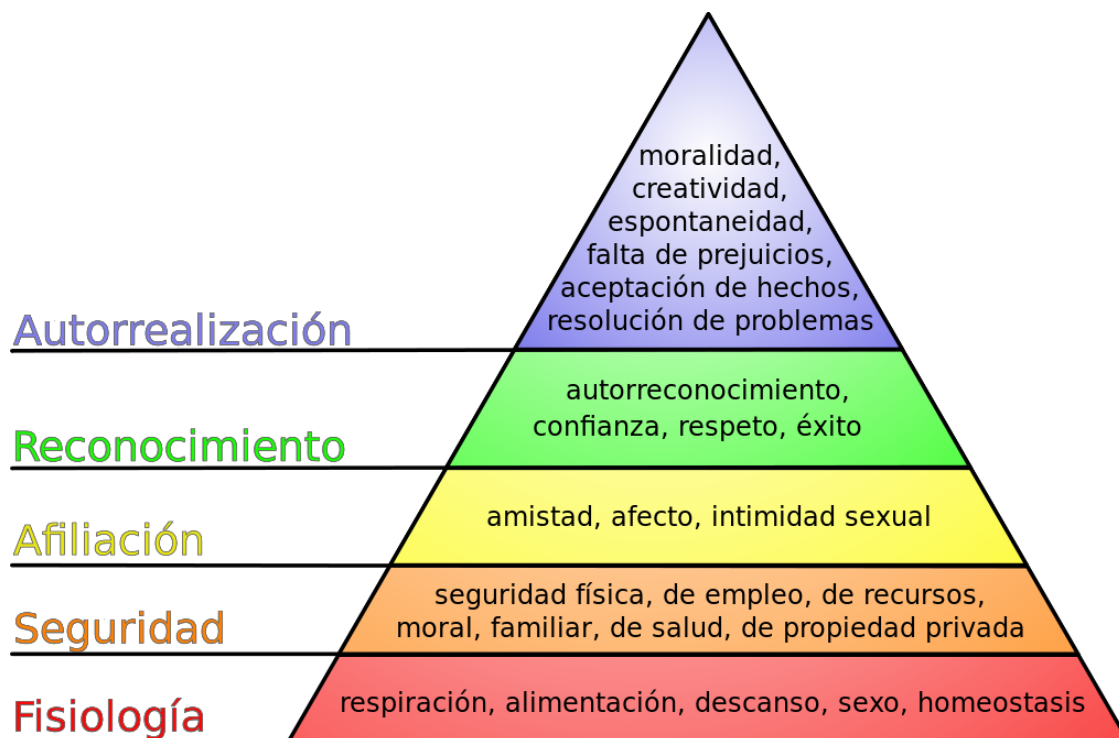 moralidad,
creatividad,
espontaneidad,
falta de prejuicios,
aceptación de hechos,
resolución de problemas
Autorrealización
autorreconocimiento,
confianza, respeto, éxito
Reconocimiento
amistad, afecto, intimidad sexual
Afiliación
seguridad física, de empleo, de recursos,
moral, familiar, de salud, de propiedad privada
Seguridad
respiración, alimentación, descanso, sexo, homeostasis
Fisiología